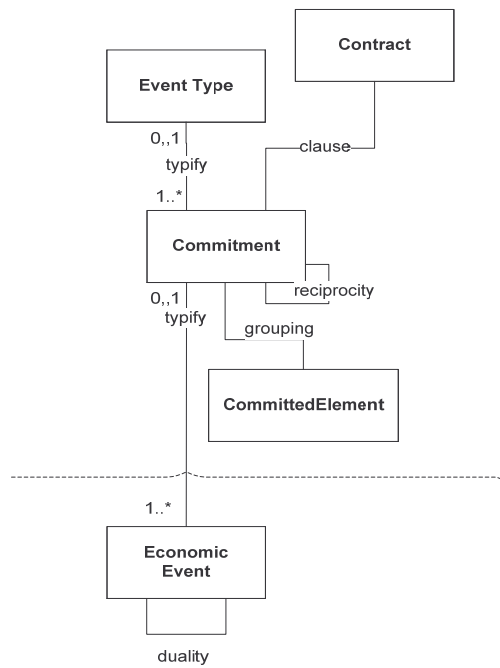 Contract
Event Type
0,,1
typify
clause
1..*
Commitment
0,,1
typify
reciprocity
grouping
CommittedElement
1..*
Economic
Event
duality